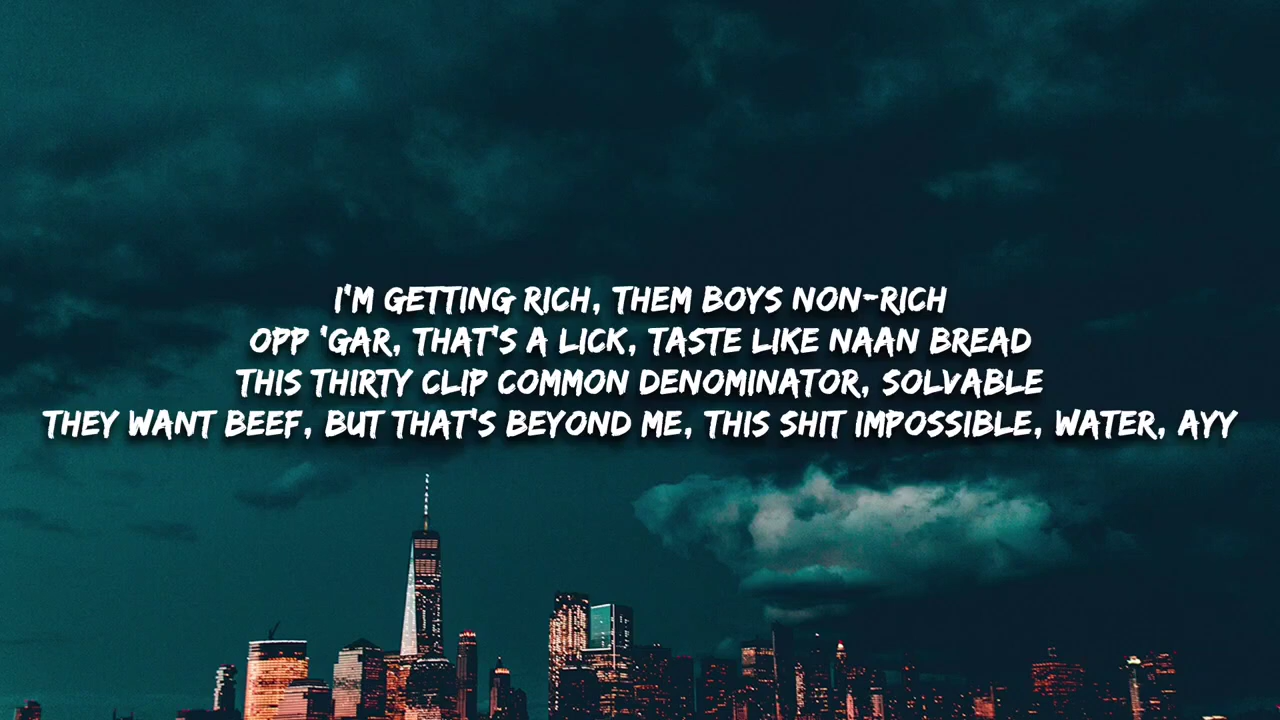 I'M GETTING RICH, THEM BOYS NON-RICH
OPP 'GAR, THAT'S A LICK, TASTE LIKE NAAN BREAD
THIS THIRTY CLIP COMMON DENOMINATOR, SOLVABLE
THEY WANT BEEF, BUT THAT'S BEYOND ME, THIS SHIT IMPOSSIBLE, WATER, AYY